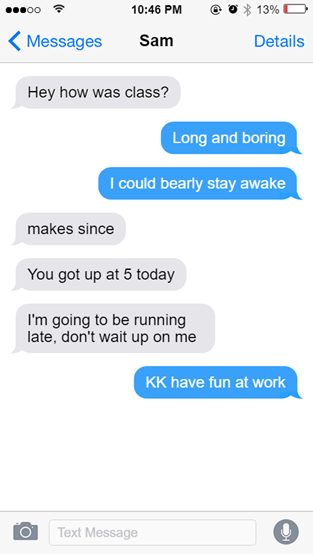 10:46 PM 13%
Messages Sam Details
Hey how was class?
Long and boring
I could bearly stay awake
makes since
You got up at 5 today
I'm going to be running
late, don't wait up on me
KK have fun at work
Text Message